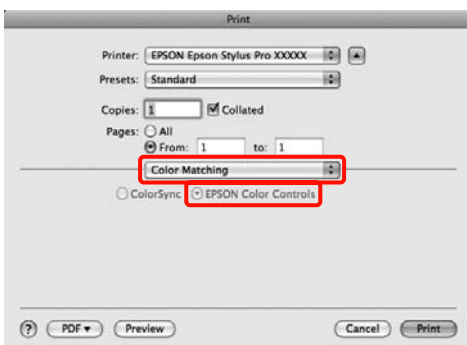 Print
Printer: EPSON Epson Stylus Pro XXXXX
Presets: Standard
Copies: 1 Collated
Pages: All
From: 1 to: 1
Color Matching
ColorSync EPSON Color Controls
? PDF▼ Preview Cancel Print